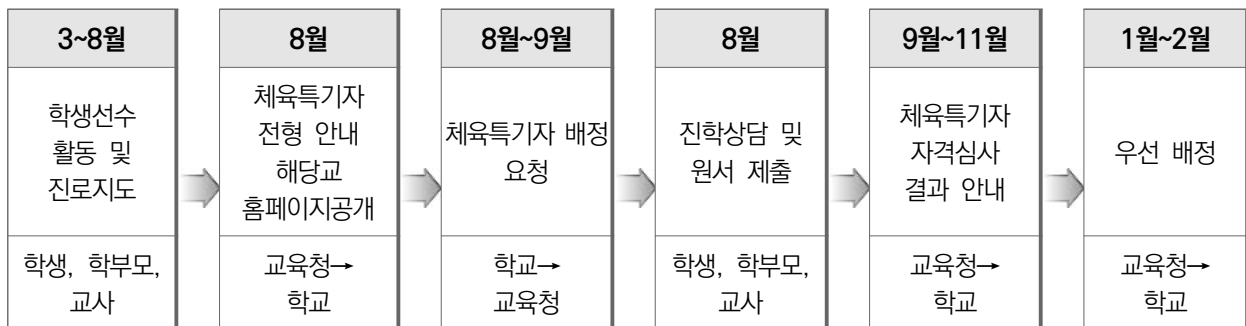 3~8월
학생선수
활동 및
진로지도
학생, 학부모,
교사
8월
체육특기자
전형 안내
해당교
홈페이지공개
교육청→
학교
8월~9월
체육특기자 배정
요청
학교→
교육청
8월
진학상담 및
원서 제출
학생, 학부모,
교사
9월~11월
체육특기자
자격심사
결과 안내
교육청→
학교
1월~2월
우선 배정
교육청→
학교